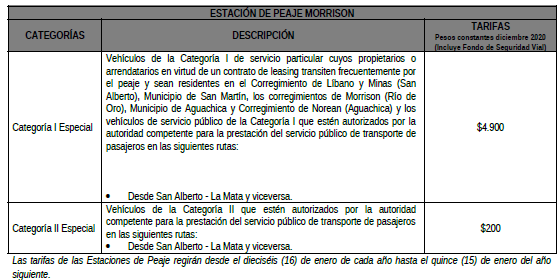 ESTACIÓN DE PEAJE MORRISON
CATEGORÍAS
DESCRIPCIÓN
TARIFAS
Pesos constantes diciembre 2020
(Incluye Fondo de Seguridad Vial)
Categoría I Especial
Vehículos de la Categoría I de servicio particular cuyos propietarios o
arrendatarios en virtud de un contrato de leasing transiten frecuentemente por
el peaje y sean residentes en el Corregimiento de Líbano y Minas (San
Alberto), Municipio de San Martín, los corregimientos de Morrison (Río de
Oro), Municipio de Aguachica y Corregimiento de Norean (Aguachica) y los
vehículos de servicio público de la Categoría I que estén autorizados por la
autoridad competente para la prestación del servicio público de transporte de
pasajeros en las siguientes rutas:
• Desde San Alberto - La Mata y viceversa.
$4.900
Categoría II Especial
Vehículos de la Categoría II que estén autorizados por la autoridad
competente para la prestación del servicio público de transporte de pasajeros
en las siguientes rutas:
• Desde San Alberto - La Mata y viceversa.
$200
Las tarifas de las Estaciones de Peaje regirán desde el dieciséis (16) de enero de cada año hasta el quince (15) de enero del año
siguiente.